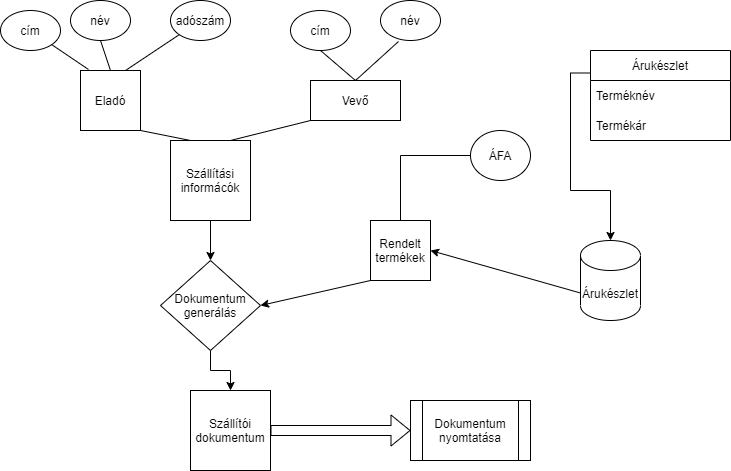 cím
név
adószám
cím
név
Eladó
Vevő
Árukészlet
Terméknév
Termékár
Szállítási
informácók
ÁFA
Rendelt
termékek
Dokumentum
generálás
Árukészlet
Szállítói
dokumentum
Dokumentum
nyomtatása